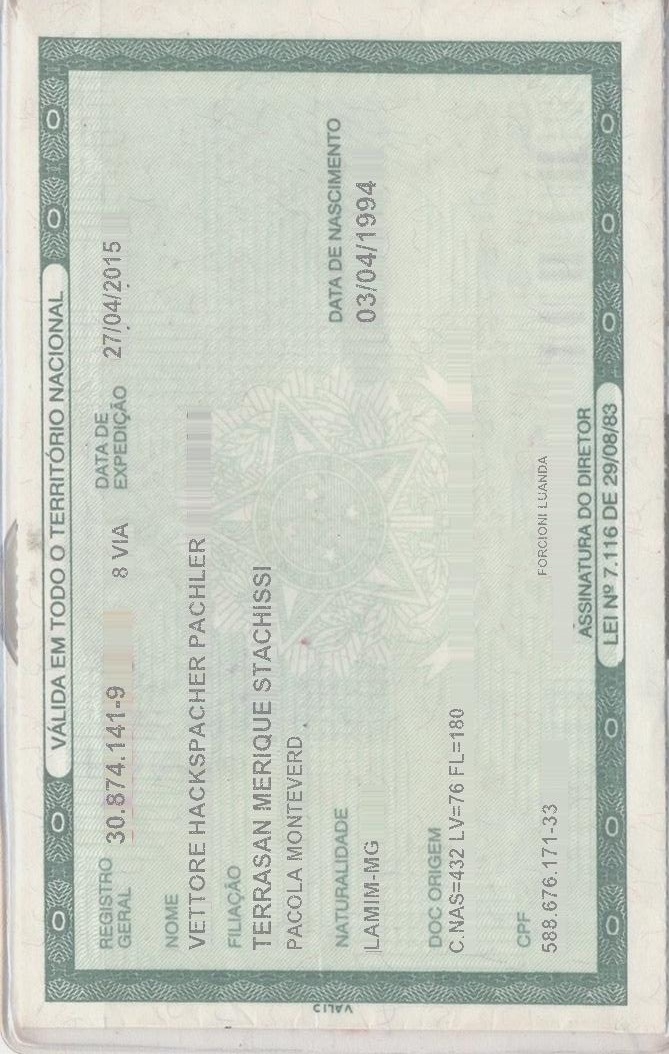 VÁLIDA EM TODO O TERRITÓRIO NACIONAL
REGISTRO GERAL 30.874.141-9 8 VIA DATA DE EXPEDIÇÃO 27/04/2015
NOME
VETTORE HACKSPACHER PACHLER
FILIAÇÃO
TERRASAN MERIQUE STACHISSI
PACOLA MONTEVERD
NATURALIDADE DATA DE NASCIMENTO
LAMIM-MG 03/04/1994
DOC ORIGEM
C.NAS=432 LV=76 FL=180
CPF
588.676.171-33 FORCIONI LUANDA
ASSINATURA DO DIRETOR
LEI Nº 7.116 DE 29/08/83